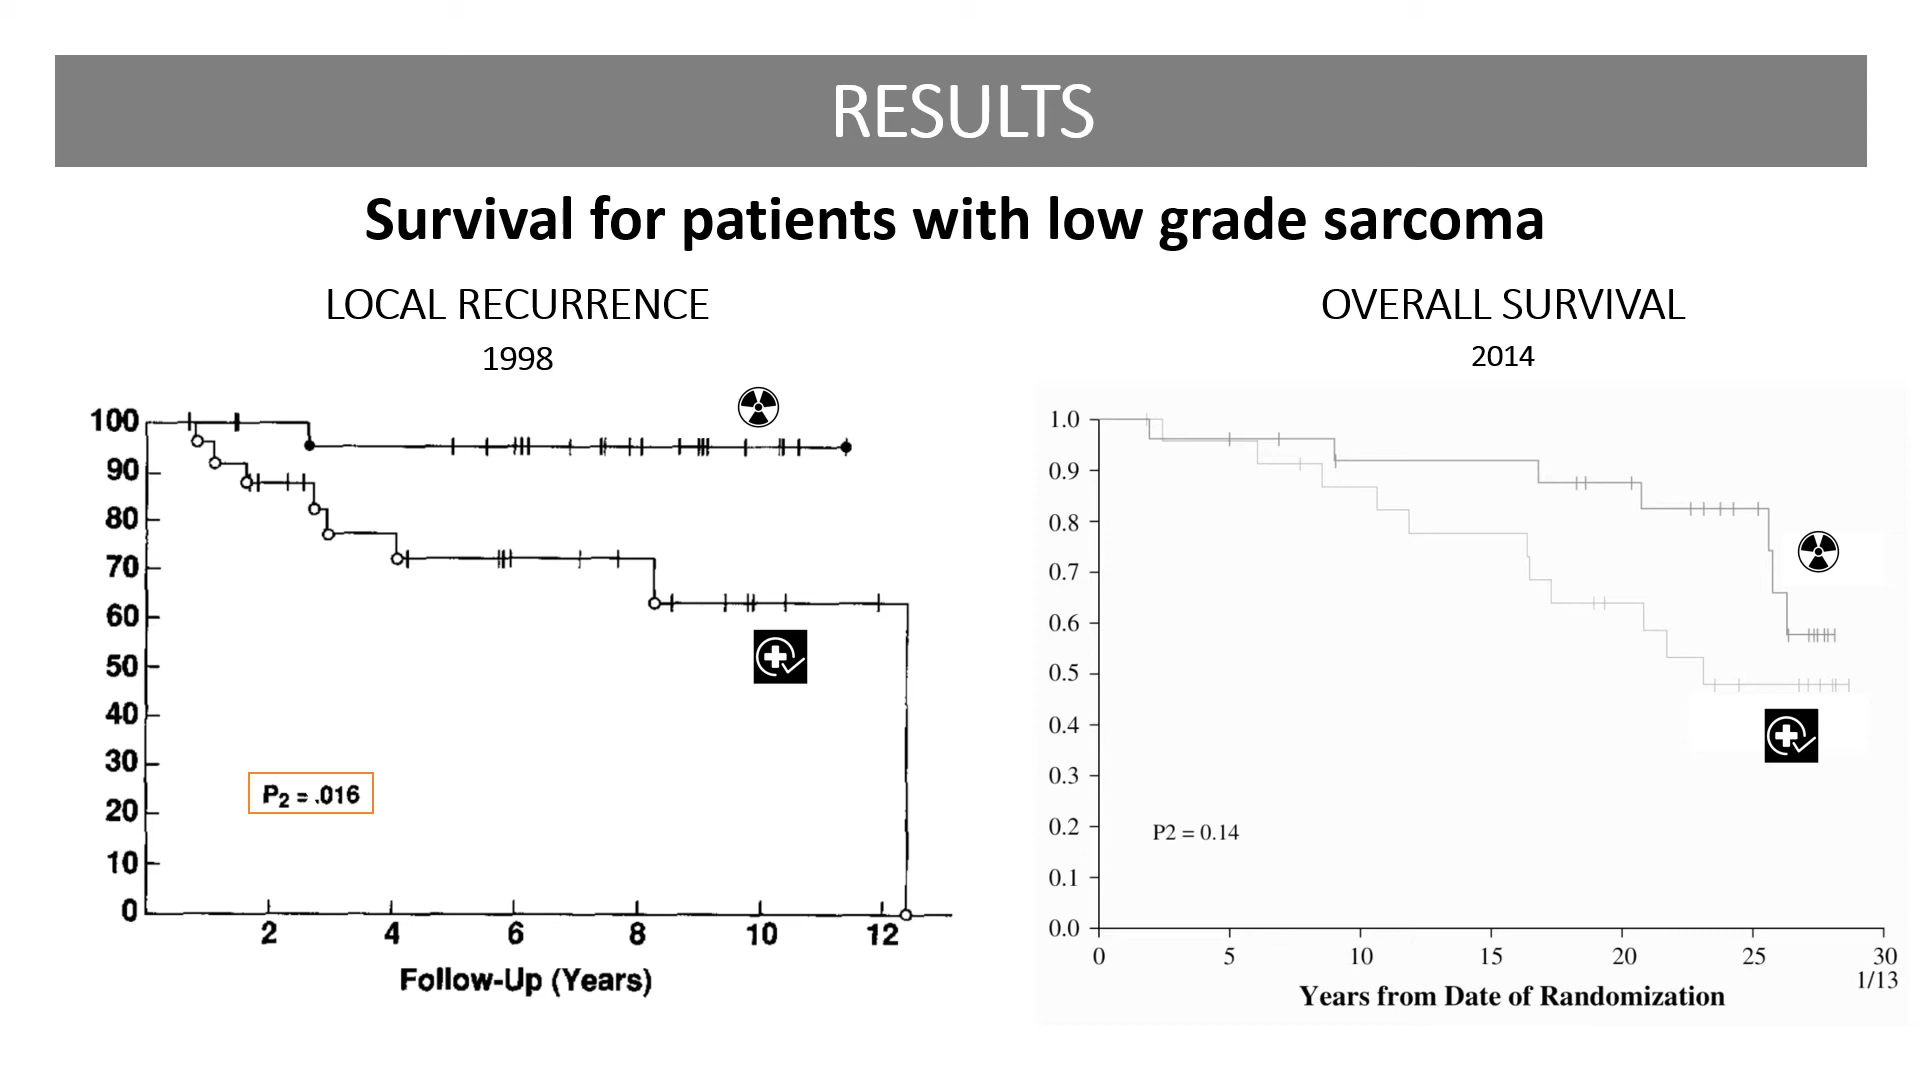 RESULTS
Survival for patients with low grade sarcoma
LOCAL RECURRENCE
1998
100
90
80
70
60
50
40
30
20
10
0
P2 = .016
2 4 6 8 10 12
Follow-Up (Years)
OVERALL SURVIVAL
2014
1.0
0.9
0.8
0.7
0.6
0.5
0.4
0.3
0.2
0.1
0.0
P2 = 0.14
0 5 10 15 20 25 30
1/13
Years from Date of Randomization